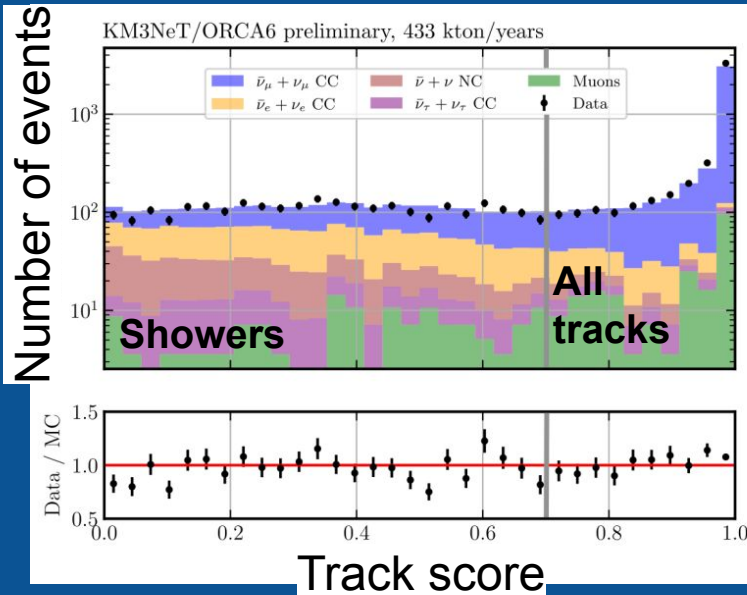 KM3NeT/ORCA6 preliminary, 433 kton/years
Number of events
ν̄μ + νμ CC
ν̄e + νe CC
ν̄ + ν NC
ν̄τ + ντ CC
Muons
Data
10³
10²
10¹
Showers
All
tracks
Data / MC
1.5
1.0
0.5
0.0 0.2 0.4 0.6 0.8 1.0
Track score